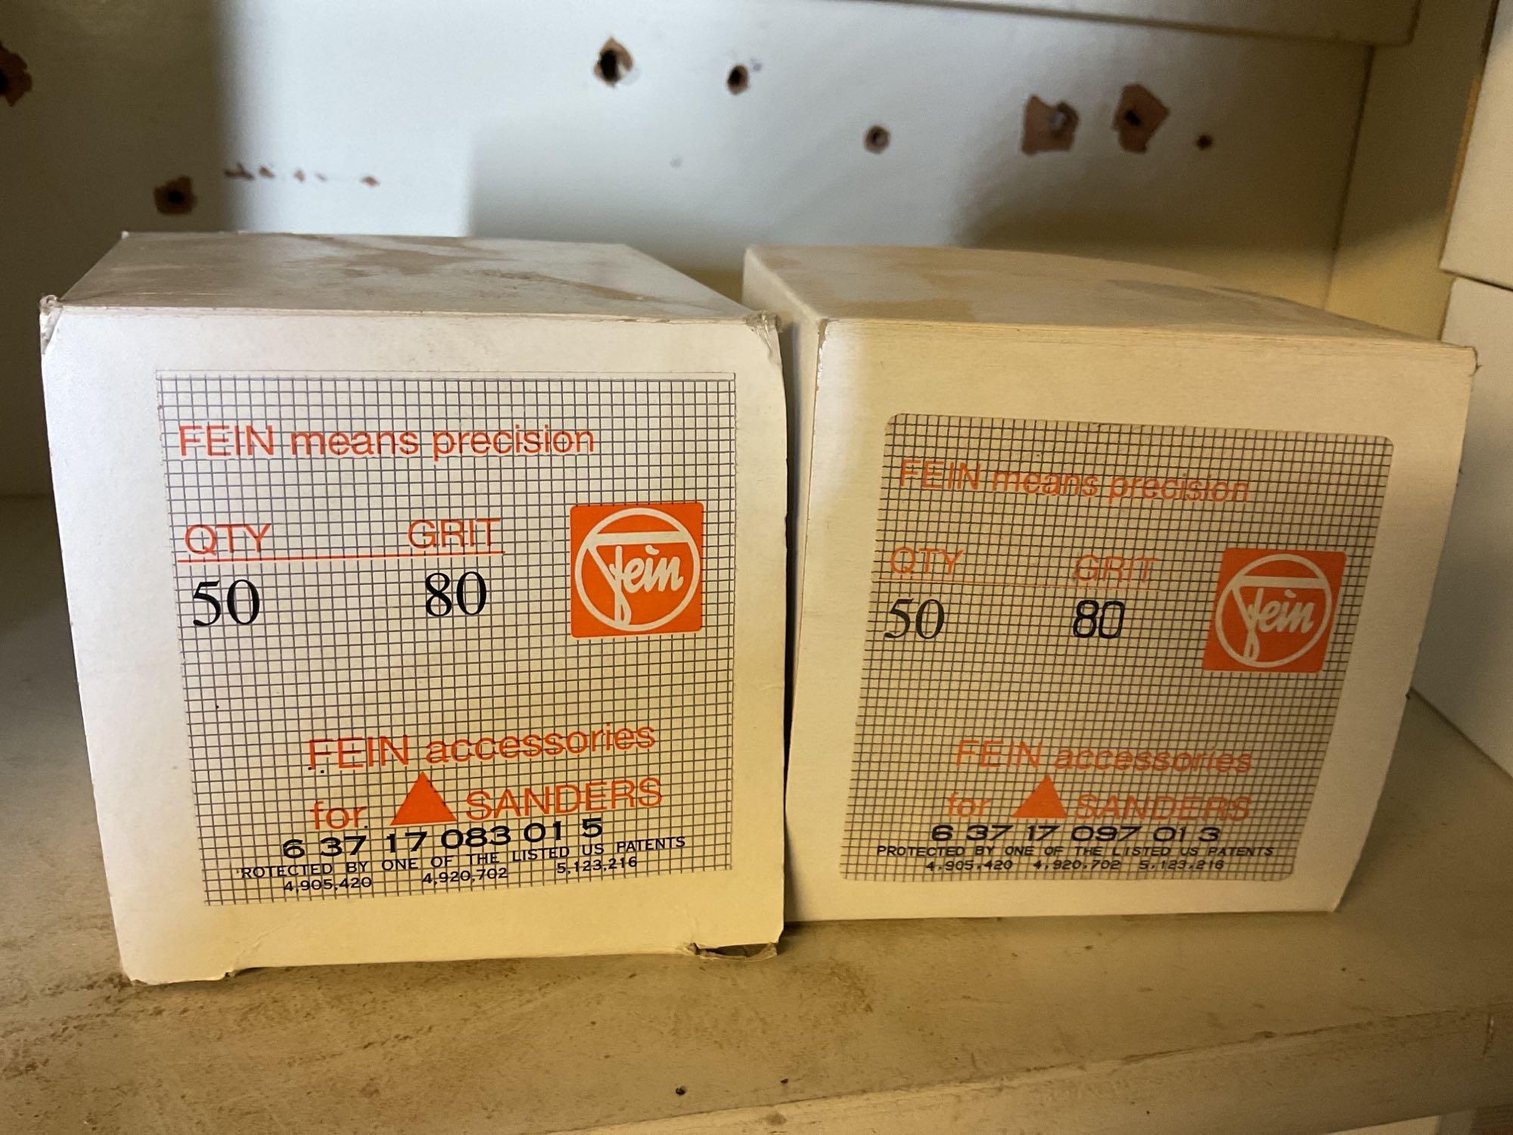 FEIN means precision
QTY GRIT
50 80
fein
FEIN accessories
for SANDERS
6 37 17 083 01 5
ROTECTED BY ONE OF THE LISTED US PATENTS
4,905,420 4,920,702 5,123,216
FEIN means precision
QTY GRIT
50 80
fein
FEIN accessories
for SANDERS
6 37 17 097 01 3
PROTECTED BY ONE OF THE LISTED US PATENTS
4,905,420 4,920,702 5,123,216